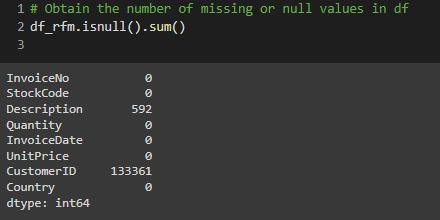 1 # Obtain the number of missing or null values in df
2 df_rfm.isnull().sum()
3
InvoiceNo 0
StockCode 0
Description 592
Quantity 0
InvoiceDate 0
UnitPrice 0
CustomerID 133361
Country 0
dtype: int64